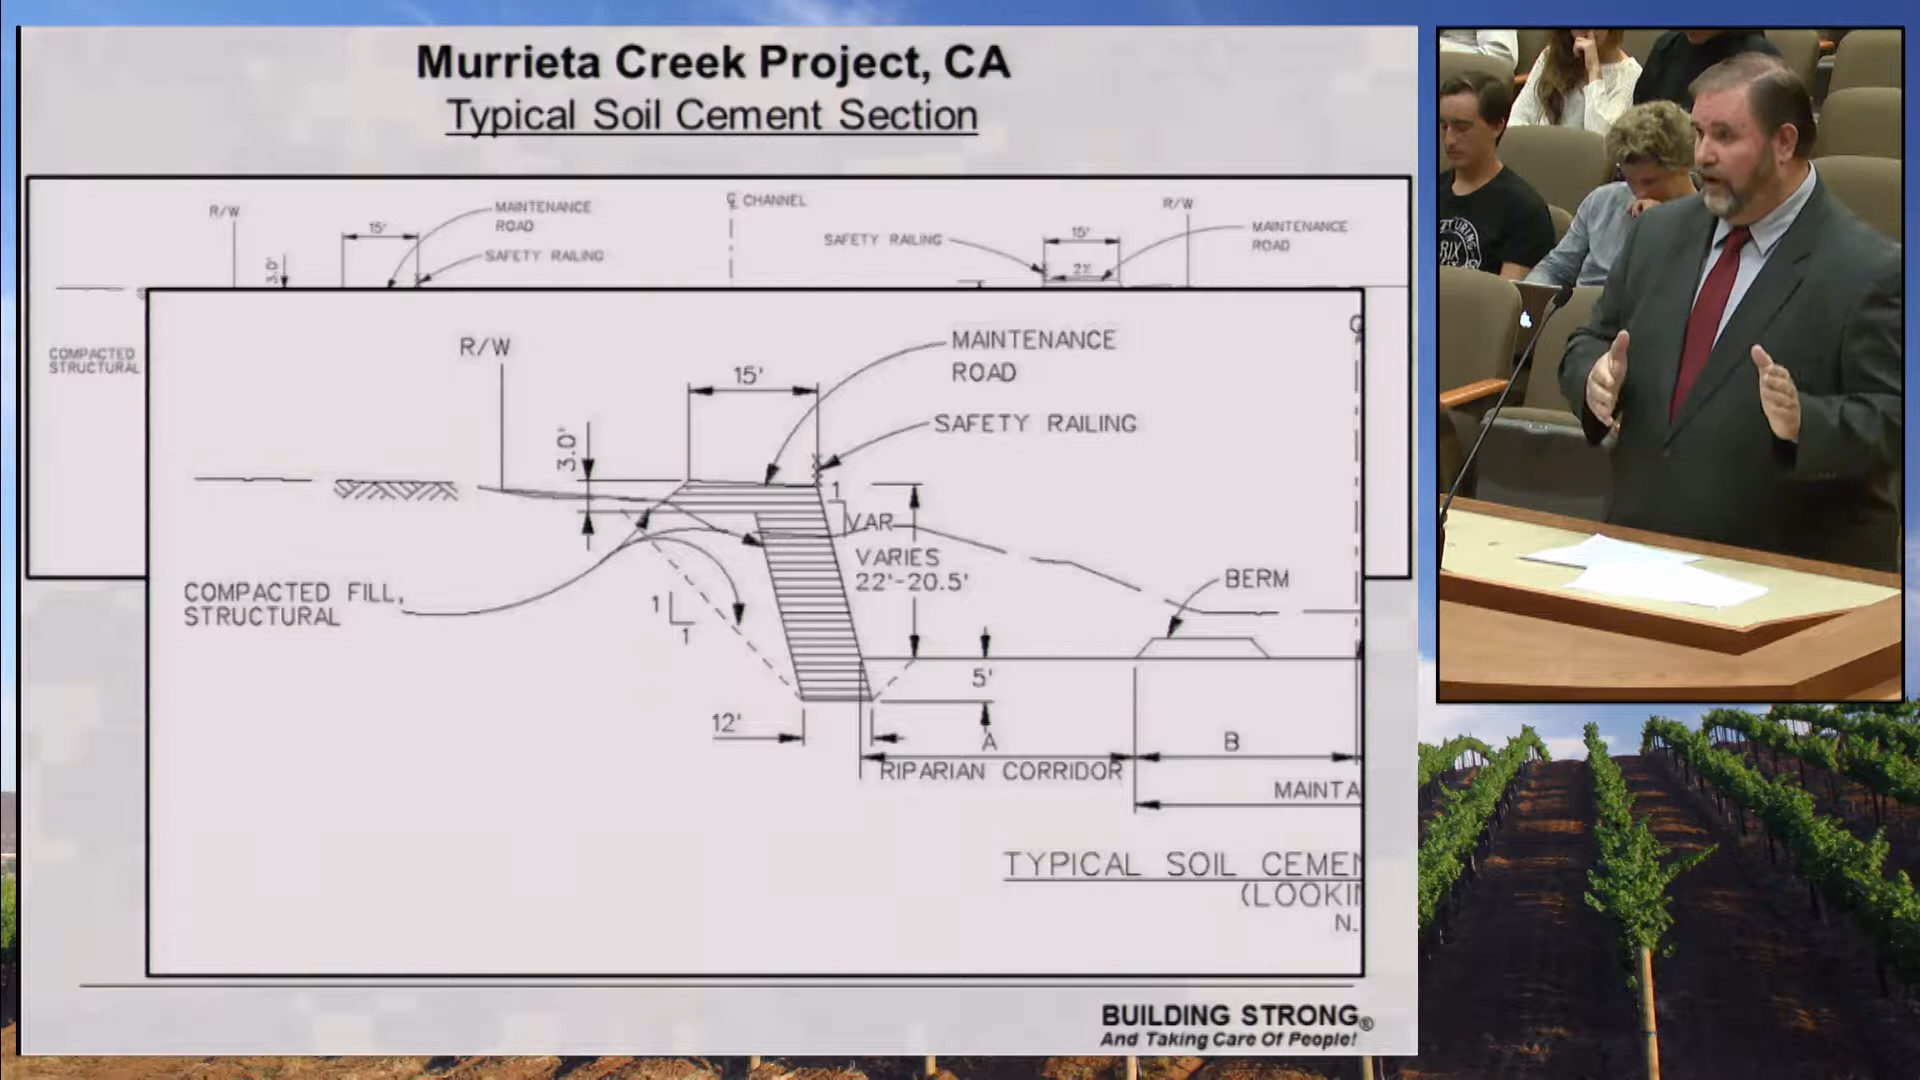 Murrieta Creek Project, CA
Typical Soil Cement Section
R/W
15'
3.0'
MAINTENANCE
ROAD
SAFETY RAILING
℄ CHANNEL
SAFETY RAILING
R/W
15'
2%
MAINTENANCE
ROAD
COMPACTED
STRUCTURAL
R/W
15'
3.0'
MAINTENANCE
ROAD
SAFETY RAILING
1
VAR
VARIES
22'-20.5'
BERM
COMPACTED FILL,
STRUCTURAL
1
1
5'
12'
A
B
RIPARIAN CORRIDOR
MAINTA
TYPICAL SOIL CEMEN
(LOOKIN
N.
BUILDING STRONG®
And Taking Care Of People!